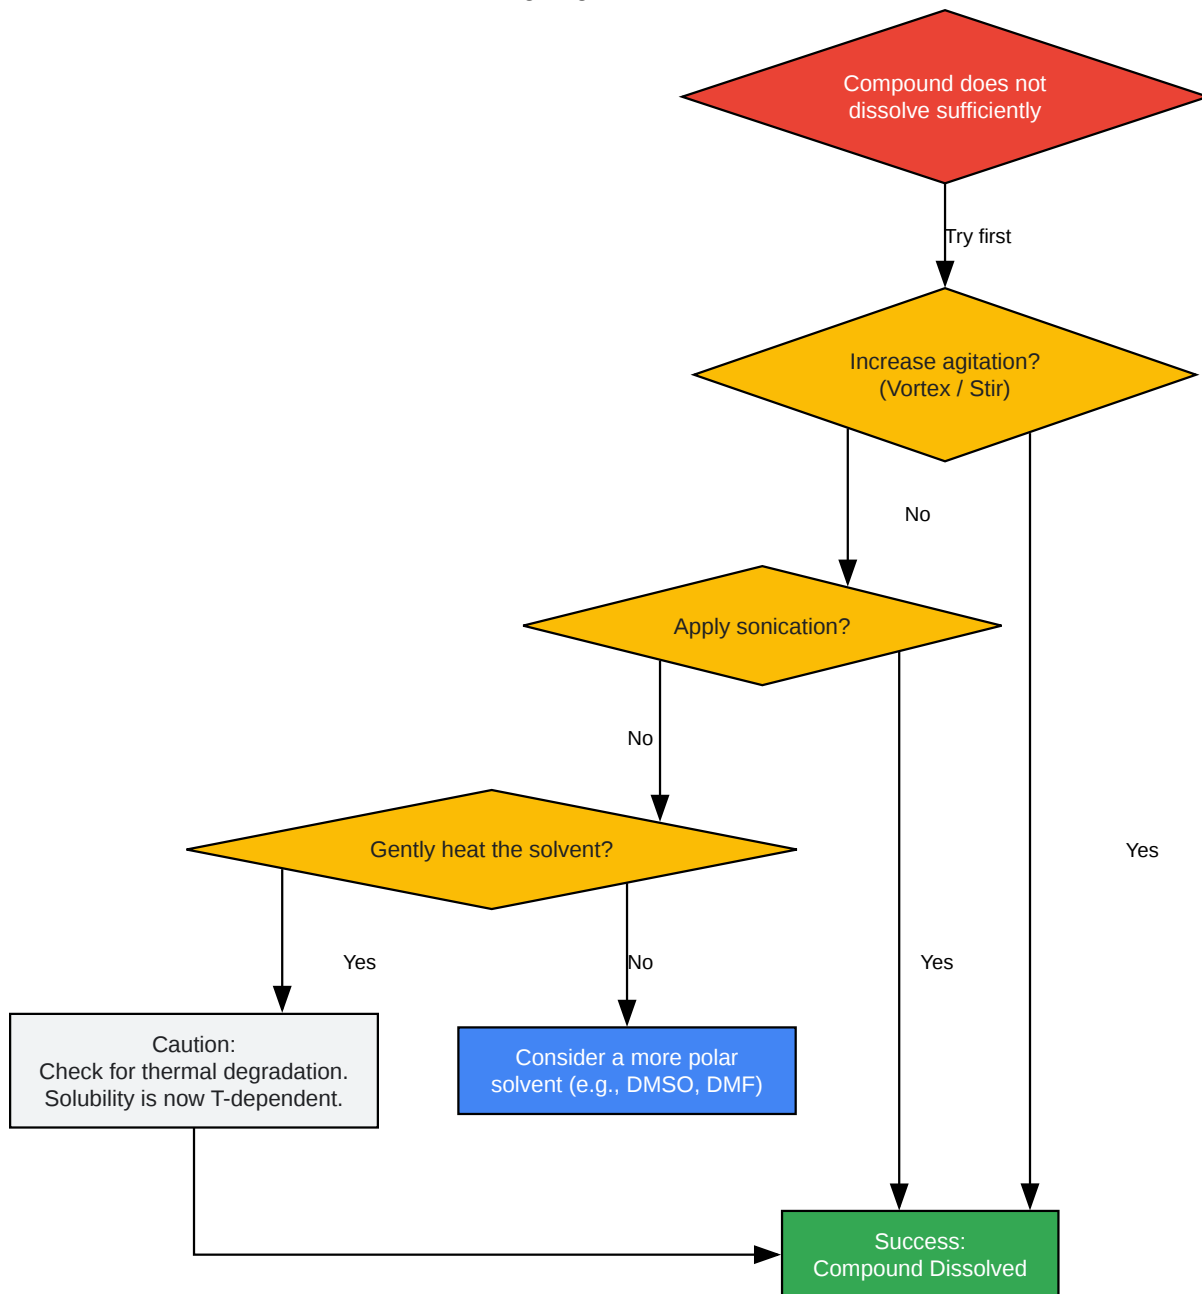 Compound does not
dissolve sufficiently
Try first
Increase agitation?
(Vortex / Stir)
No
Apply sonication?
No
Yes
Gently heat the solvent?
Yes
No
Yes
Caution:
Check for thermal degradation.
Solubility is now T-dependent.
Consider a more polar
solvent (e.g., DMSO, DMF)
Success:
Compound Dissolved